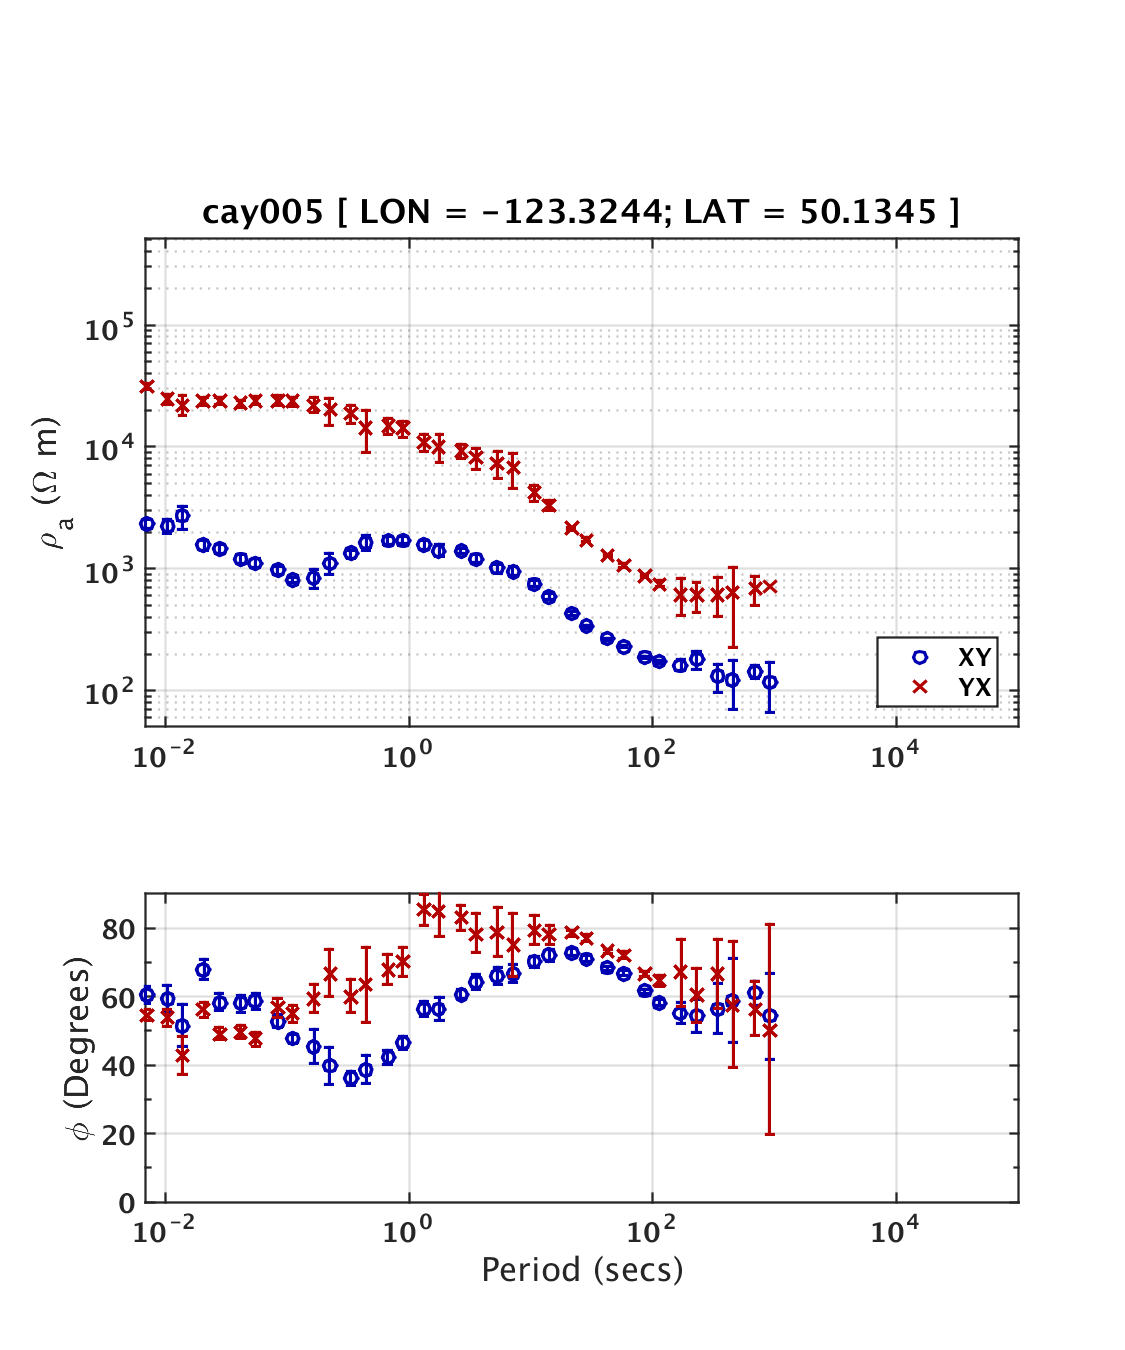 cay005 [ LON = -123.3244; LAT = 50.1345 ]
ρa (Ω m)
10^5
10^4
10^3
10^2
XY
YX
10^-2 10^0 10^2 10^4
φ (Degrees)
80
60
40
20
0
10^-2 10^0 10^2 10^4
Period (secs)